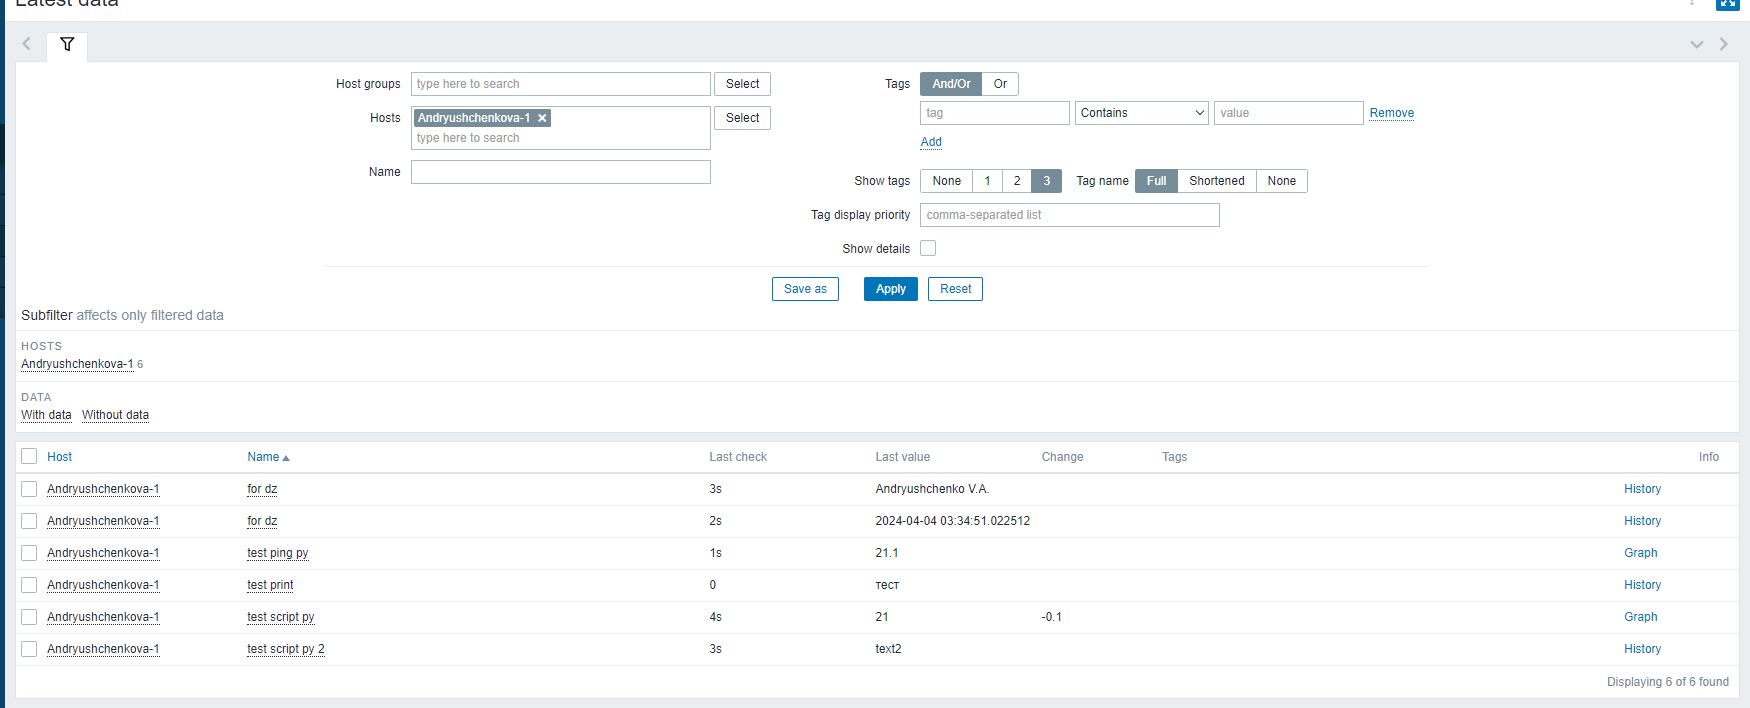 Latest data
Host groups type here to search Select Tags And/Or Or
Hosts Andryushchenkova-1 Select tag Contains value Remove
type here to search
Add
Name
Show tags None 1 2 3 Tag name Full Shortened None
Tag display priority comma-separated list
Show details
Save as Apply Reset
Subfilter affects only filtered data
HOSTS
Andryushchenkova-1 6
DATA
With data Without data
Host Name Last check Last value Change Tags Info
Andryushchenkova-1 for dz 3s Andryushchenko V.A. History
Andryushchenkova-1 for dz 2s 2024-04-04 03:34:51.022512 History
Andryushchenkova-1 test ping py 1s 21.1 Graph
Andryushchenkova-1 test print 0 тест History
Andryushchenkova-1 test script py 4s 21 -0.1 Graph
Andryushchenkova-1 test script py 2 3s text2 History
Displaying 6 of 6 found